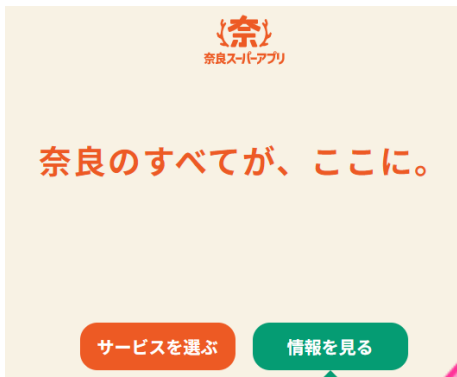 奈
奈良スーパーアプリ
奈良のすべてが、ここに。
サービスを選ぶ
情報を見る